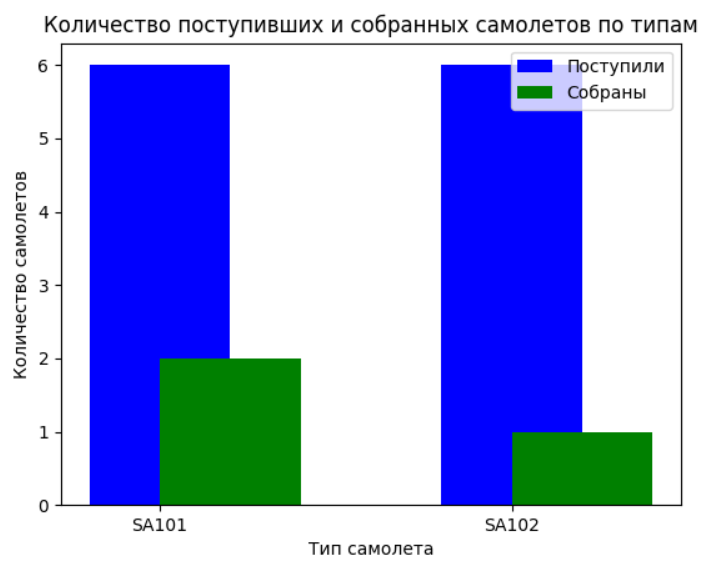 Количество поступивших и собранных самолетов по типам
Поступили
Собраны
Количество самолетов
6
5
4
3
2
1
0
SA101
SA102
Тип самолета